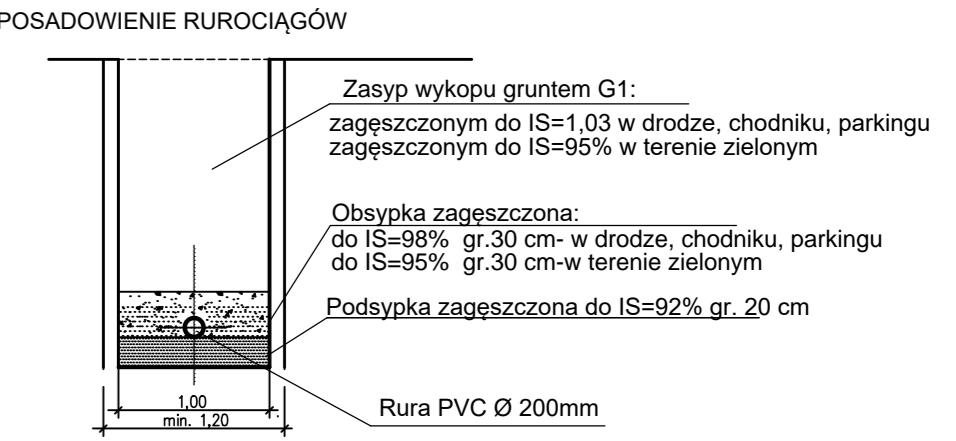 POSADOWIENIE RUROCIĄGÓW
Zasyp wykopu gruntem G1:
zagęszczonym do IS=1,03 w drodze, chodniku, parkingu
zagęszczonym do IS=95% w terenie zielonym
Obsypka zagęszczona:
do IS=98% gr.30 cm- w drodze, chodniku, parkingu
do IS=95% gr.30 cm-w terenie zielonym
Podsypka zagęszczona do IS=92% gr. 20 cm
Rura PVC Ø 200mm
1,00
min. 1,20